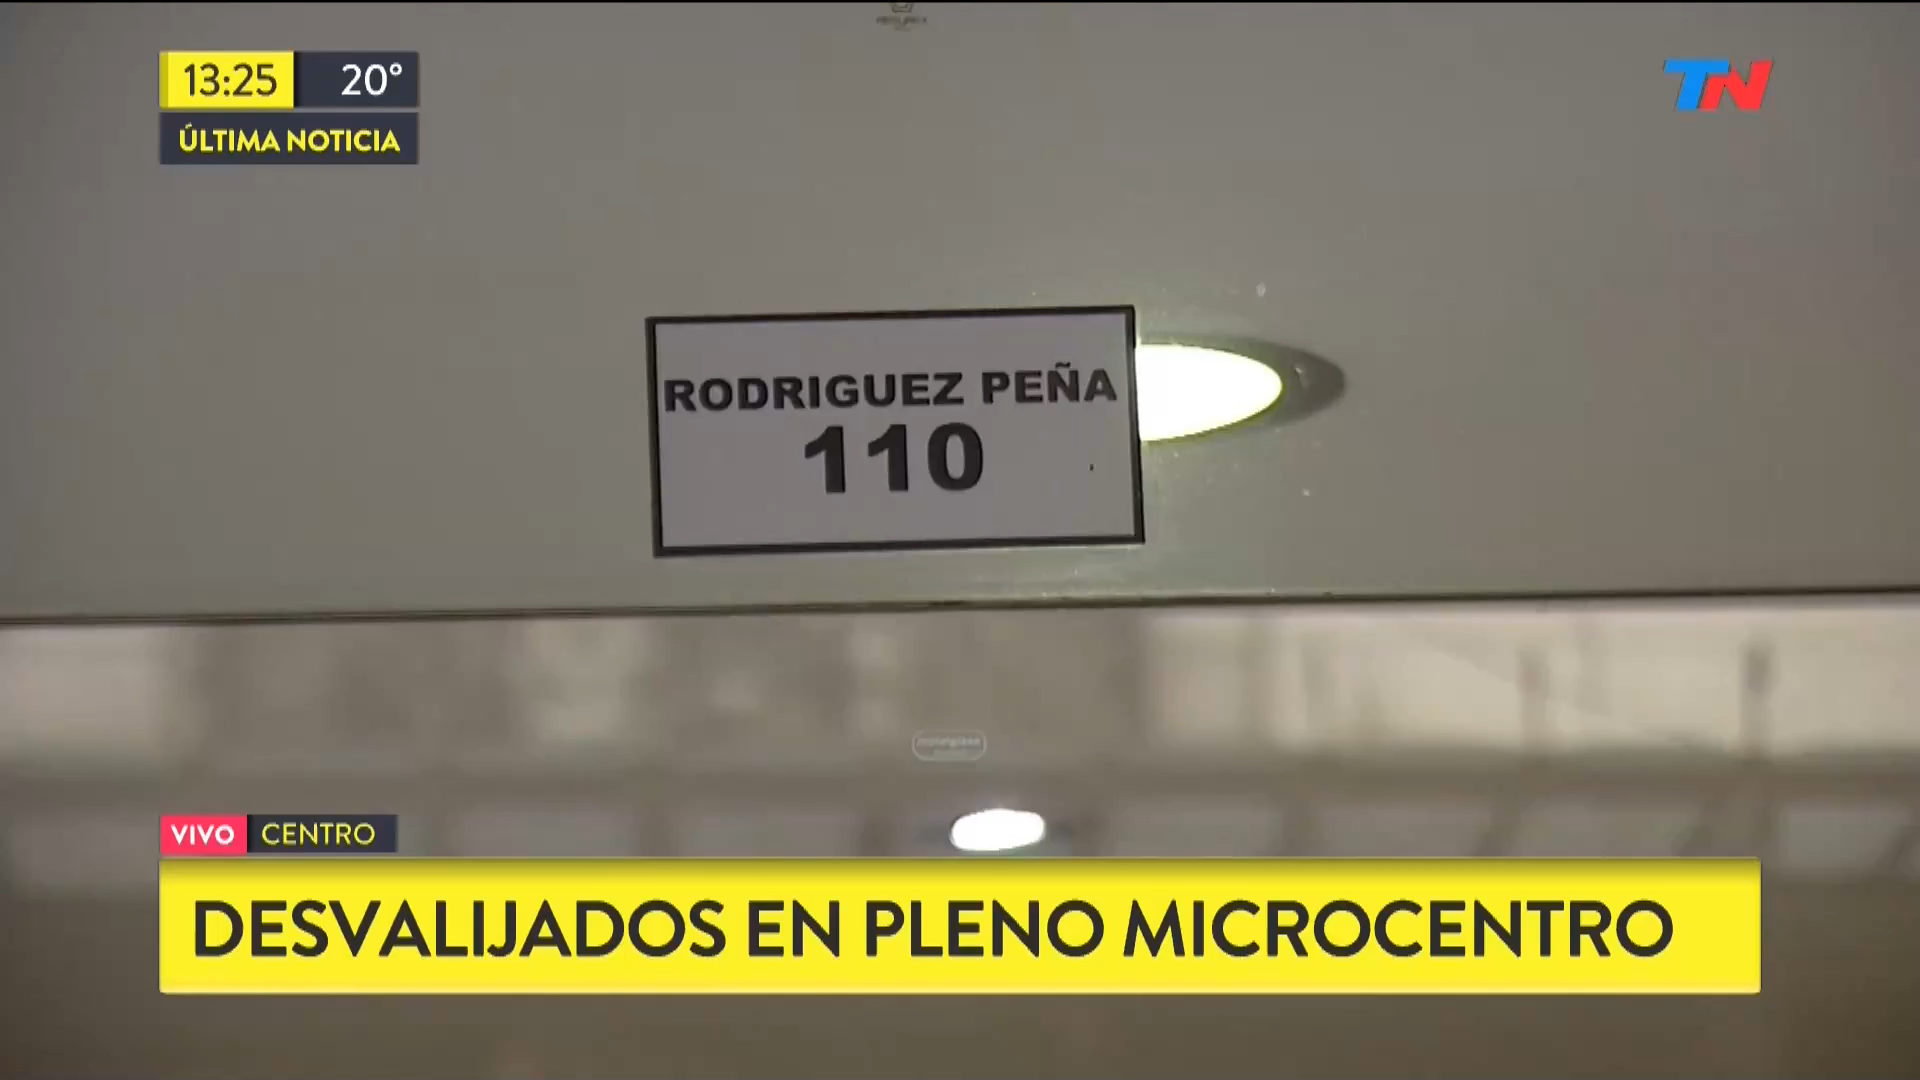 13:25 20°
ÚLTIMA NOTICIA
TN
RODRIGUEZ PEÑA
110
VIVO CENTRO
DESVALIJADOS EN PLENO MICROCENTRO